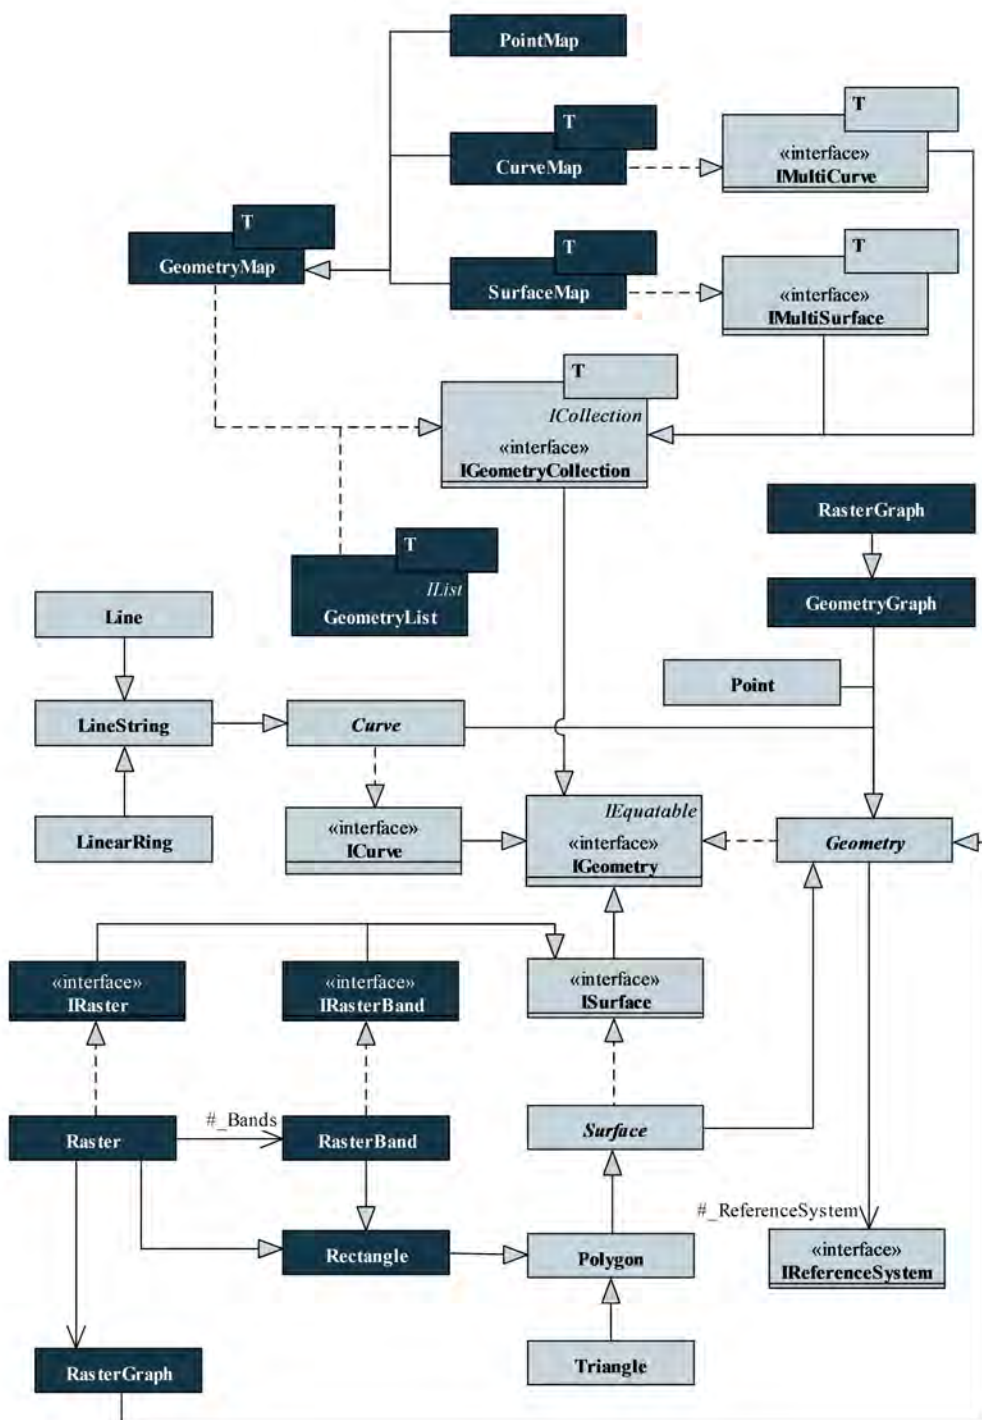 PointMap
T
CurveMap
T
«interface»
IMultiCurve
T
GeometryMap
T
SurfaceMap
T
«interface»
IMultiSurface
T
ICollection
«interface»
IGeometryCollection
RasterGraph
T
IList
GeometryList
GeometryGraph
Line
Point
LineString
Curve
LinearRing
«interface»
ICurve
IEquatable
«interface»
IGeometry
Geometry
«interface»
IRaster
«interface»
IRasterBand
«interface»
ISurface
Raster
#_Bands
RasterBand
Surface
#_ReferenceSystem
Rectangle
Polygon
«interface»
IReferenceSystem
RasterGraph
Triangle